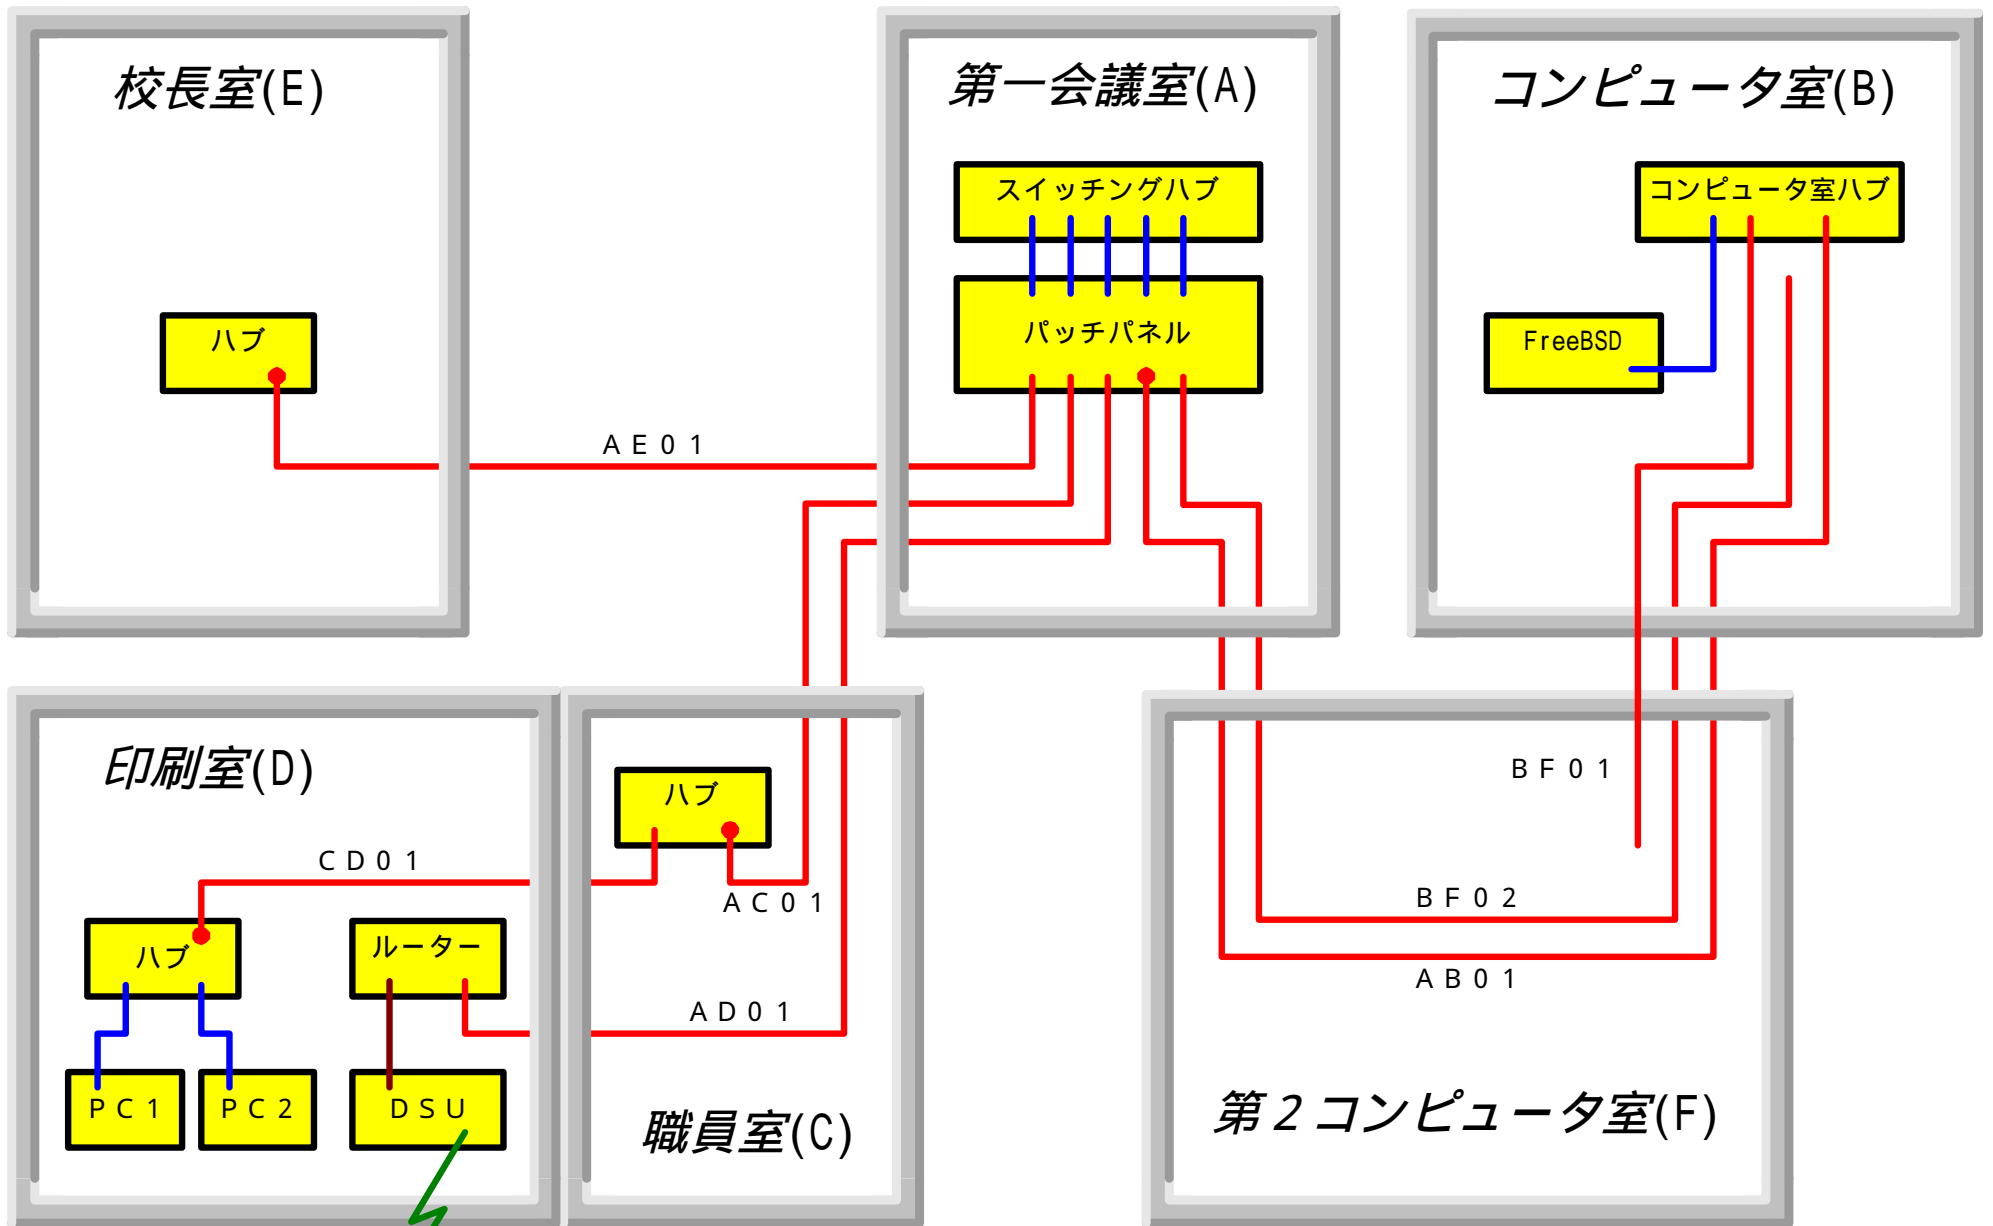 校長室(E)
第一会議室(A)
コンピュータ室(B)
スイッチングハブ
コンピュータ室ハブ
パッチパネル
ハブ
FreeBSD
ＡＥ０１
印刷室(D)
ハブ
ＢＦ０１
ＣＤ０１
ＡＣ０１
ＢＦ０２
ハブ
ルーター
ＡＢ０１
ＡＤ０１
ＰＣ１
ＰＣ２
ＤＳＵ
職員室(C)
第２コンピュータ室(F)